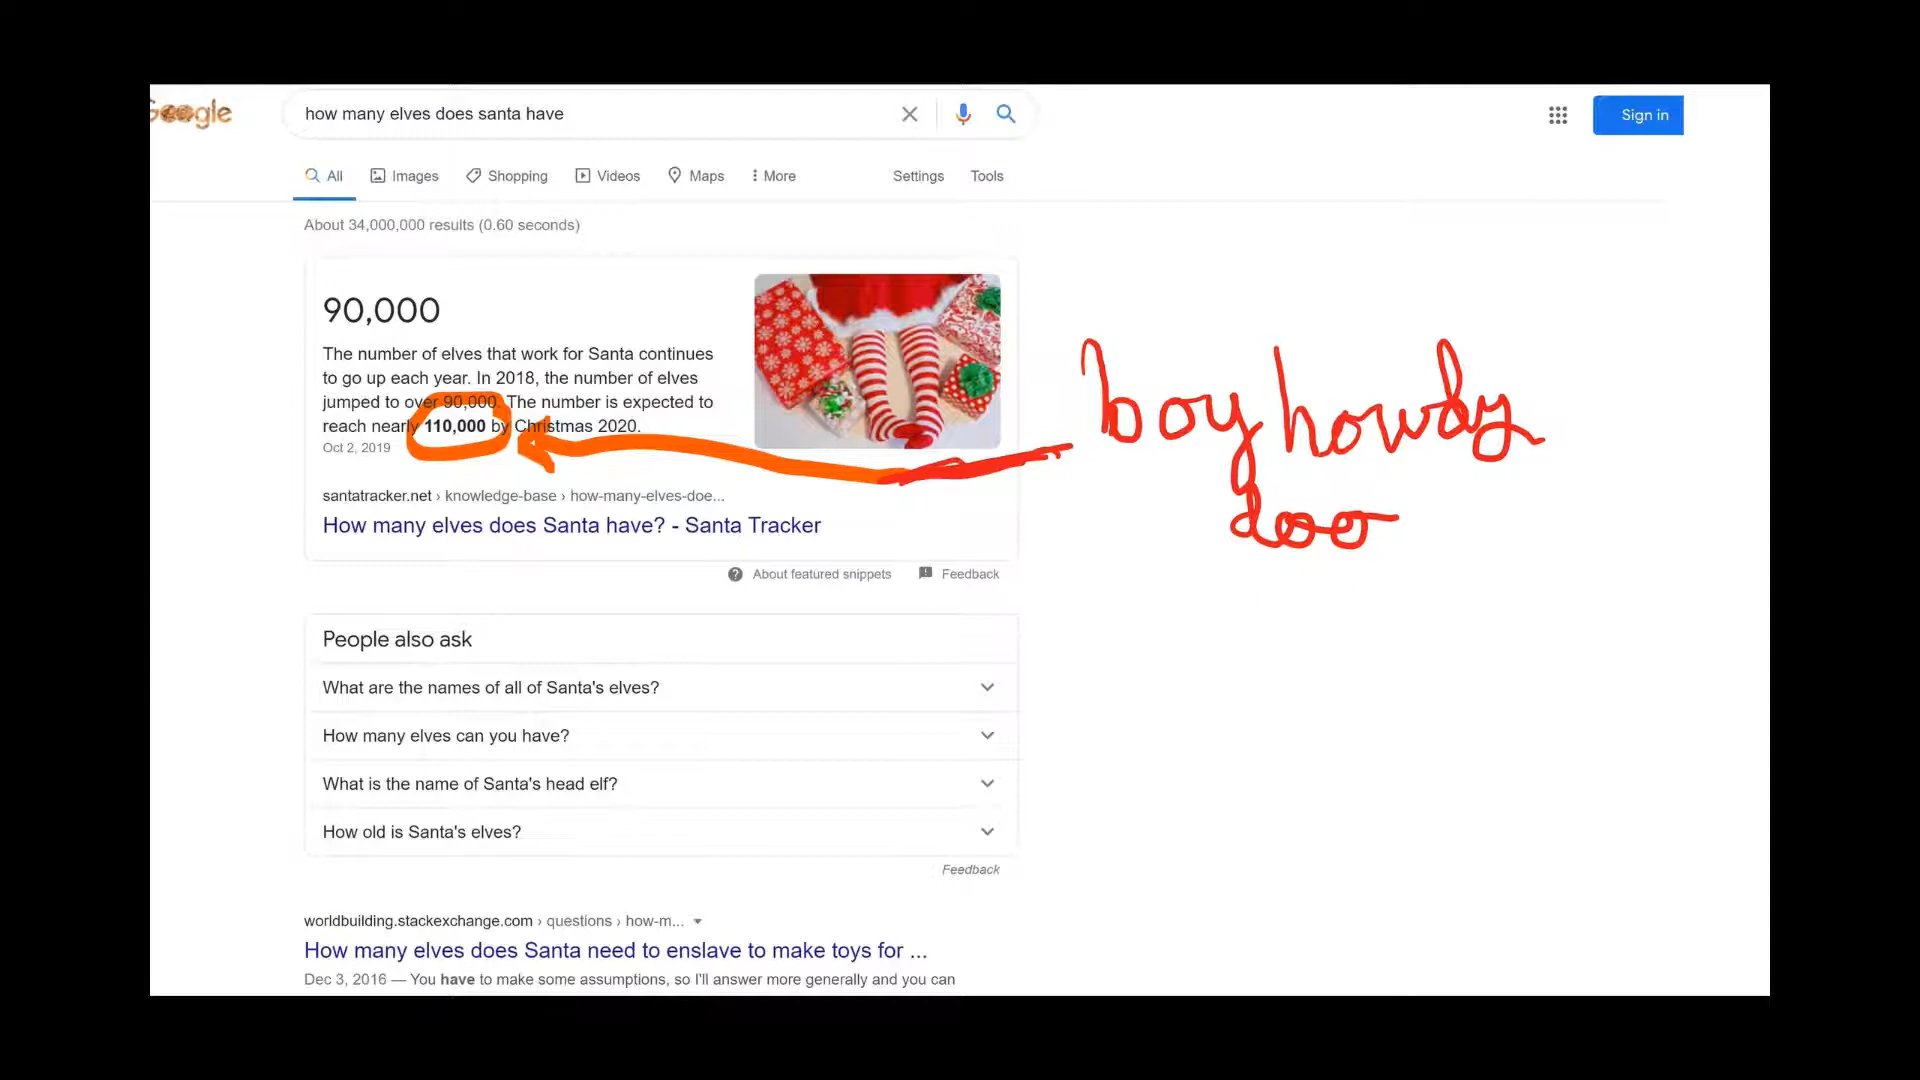 Google
how many elves does santa have
Sign in
All Images Shopping Videos Maps More Settings Tools
About 34,000,000 results (0.60 seconds)
90,000
The number of elves that work for Santa continues
to go up each year. In 2018, the number of elves
jumped to over 90,000. The number is expected to
reach nearly 110,000 by Christmas 2020.
Oct 2, 2019
boy howdy
doo
santatracker.net › knowledge-base › how-many-elves-doe...
How many elves does Santa have? - Santa Tracker
About featured snippets Feedback
People also ask
What are the names of all of Santa's elves?
How many elves can you have?
What is the name of Santa's head elf?
How old is Santa's elves?
Feedback
worldbuilding.stackexchange.com › questions › how-m...
How many elves does Santa need to enslave to make toys for ...
Dec 3, 2016 — You have to make some assumptions, so I'll answer more generally and you can